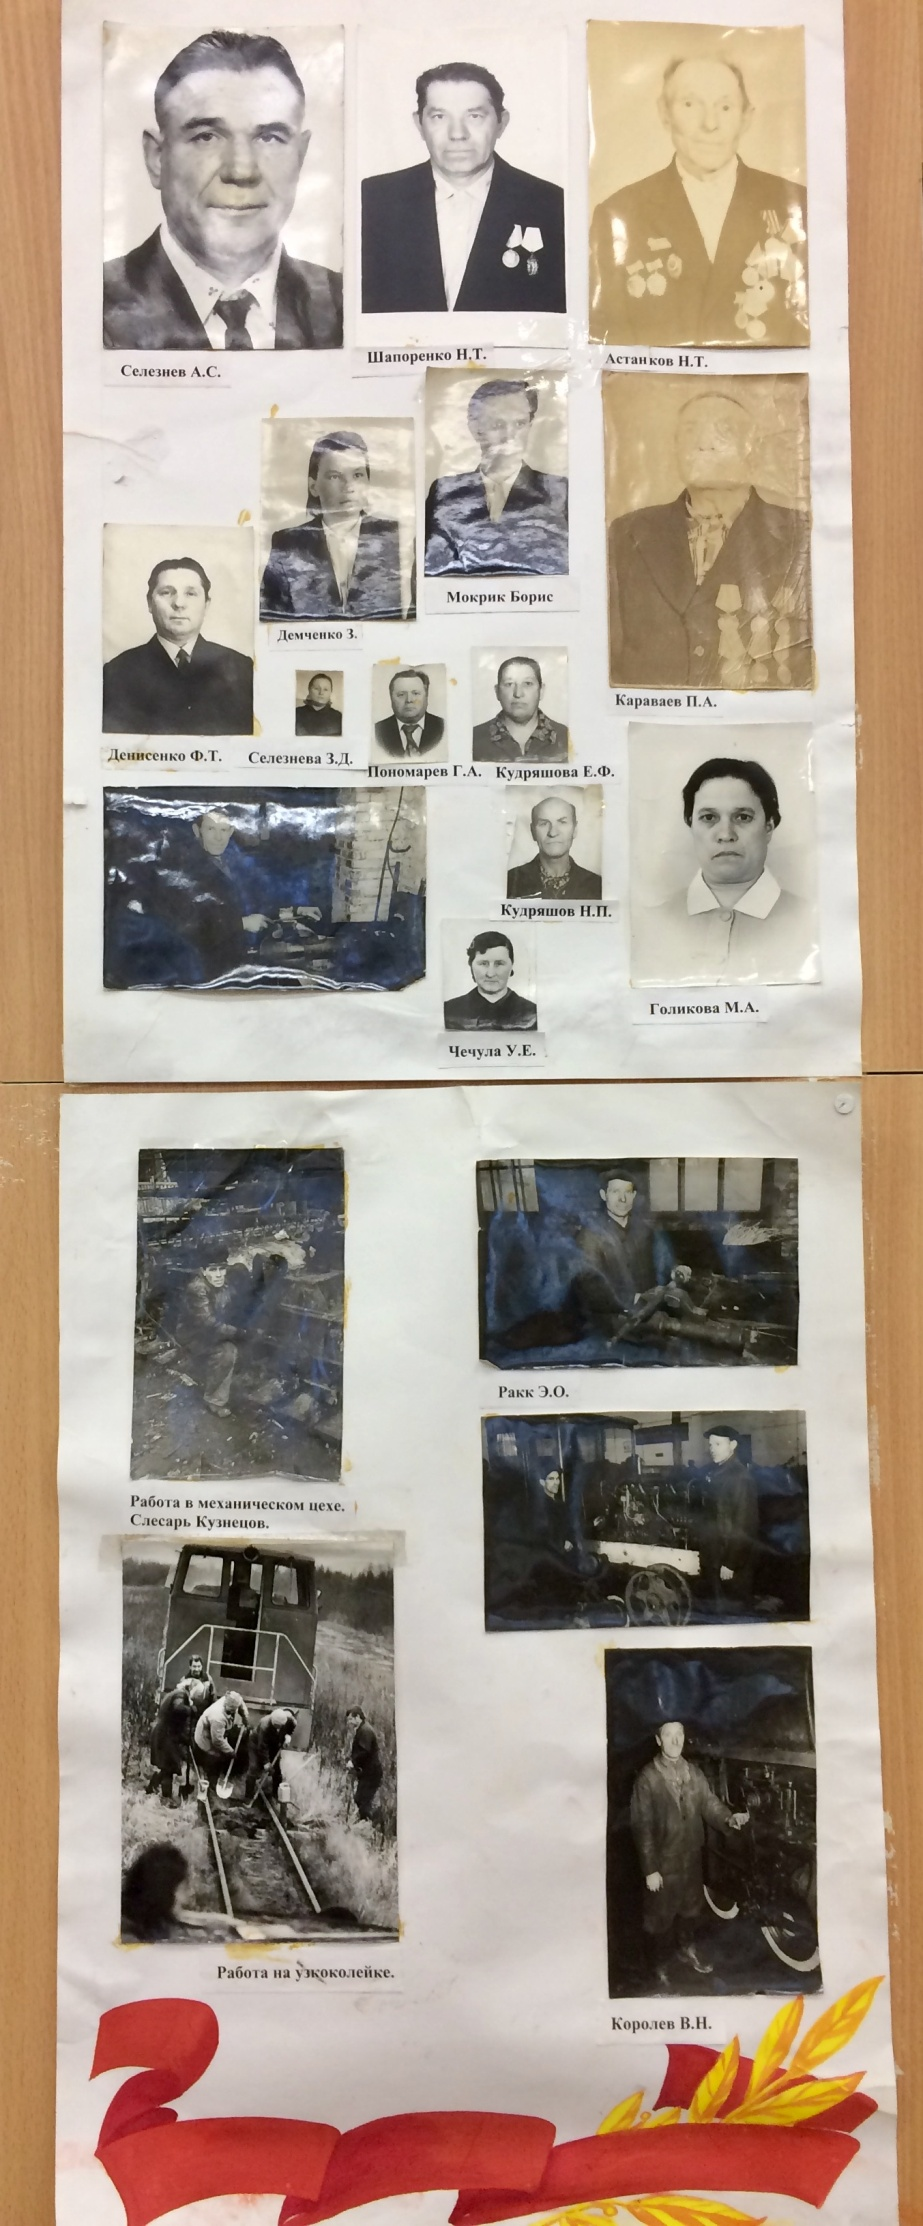 Селезнев А.С.
Шапоренко Н.Т.
Астанков Н.Т.
Мокрик Борис
Демченко З.
Караваев П.А.
Денисенко Ф.Т.
Селезнева З.Д.
Пономарев Г.А.
Кудряшова Е.Ф.
Кудряшов Н.П.
Голикова М.А.
Чечула У.Е.
Ракк Э.О.
Работа в механическом цехе.
Слесарь Кузнецов.
Работа на узкоколейке.
Королев В.Н.